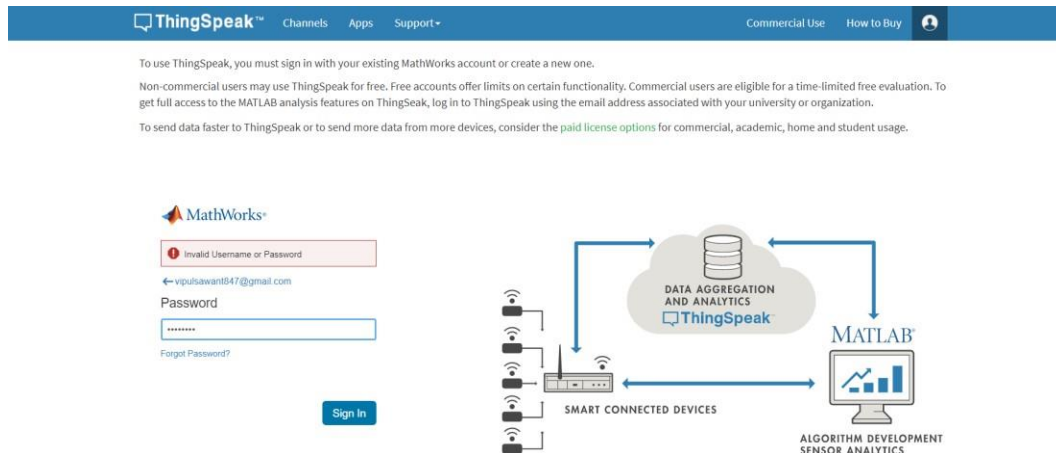 ThingSpeak™ Channels Apps Support Commercial Use How to Buy
To use ThingSpeak, you must sign in with your existing MathWorks account or create a new one.
Non-commercial users may use ThingSpeak for free. Free accounts offer limits on certain functionality. Commercial users are eligible for a time-limited free evaluation. To
get full access to the MATLAB analysis features on ThingSeak, log in to ThingSpeak using the email address associated with your university or organization.
To send data faster to ThingSpeak or to send more data from more devices, consider the paid license options for commercial, academic, home and student usage.
MathWorks®
Invalid Username or Password
vipulsawant847@gmail.com
Password
••••••••
Forgot Password?
Sign In
DATA AGGREGATION
AND ANALYTICS
ThingSpeak™
MATLAB®
SMART CONNECTED DEVICES
ALGORITHM DEVELOPMENT
SENSOR ANALYTICS